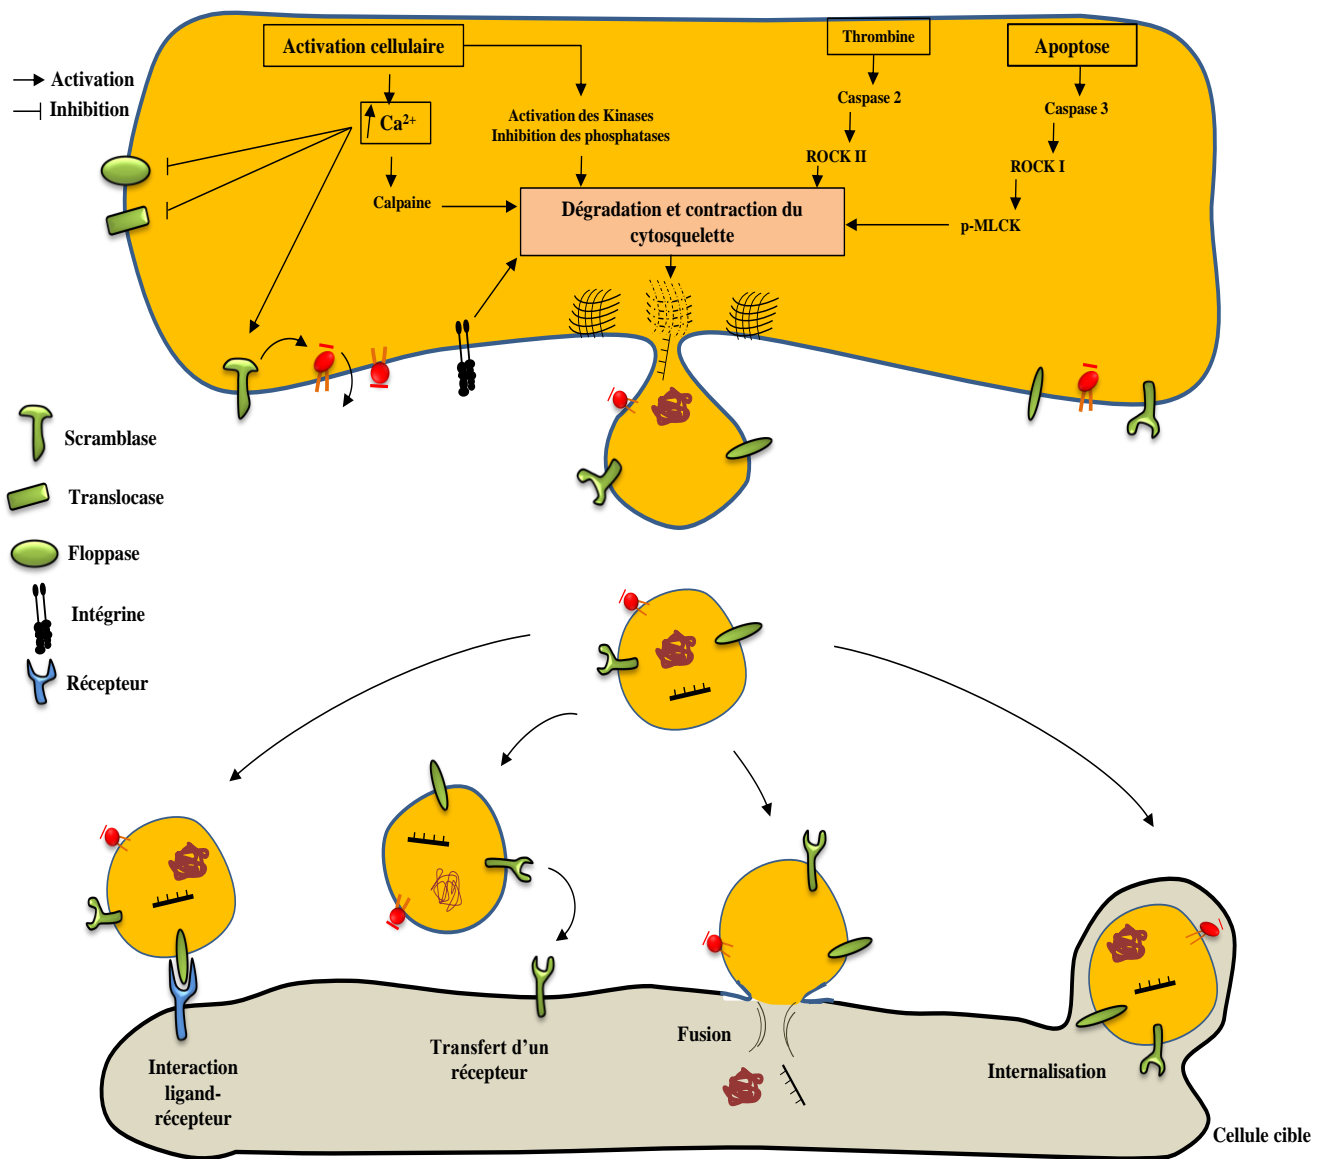 Activation cellulaire
Thrombine
Apoptose
Activation
Inhibition
Ca2+
Activation des Kinases
Inhibition des phosphatases
Caspase 2
Caspase 3
ROCK II
ROCK I
Calpaine
Dégradation et contraction du
cytosquelette
p-MLCK
Scramblase
Translocase
Floppase
Intégrine
Récepteur
Interaction
ligand-
récepteur
Transfert d’un
récepteur
Fusion
Internalisation
Cellule cible